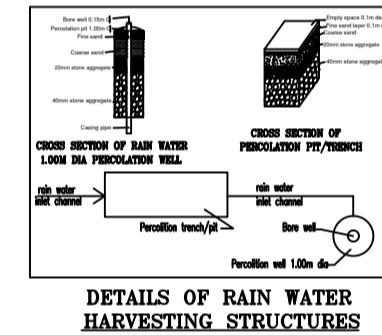 Bore well 0.15m
Percolation pit 1.00m
Fine sand
Coarse sand
20mm stone aggregate
40mm stone aggregate
Casing pipe
CROSS SECTION OF RAIN WATER
1.00M DIA PERCOLATION WELL
Empty space 0.1m
Fine sand layer 0.1m
Coarse sand
20mm stone aggregate
40mm stone aggregate
CROSS SECTION OF
PERCOLATION PIT/TRENCH
rain water
inlet channel
Percolition trench/pit
rain water
inlet channel
Bore well
Percolition well 1.00m dia
DETAILS OF RAIN WATER
HARVESTING STRUCTURES